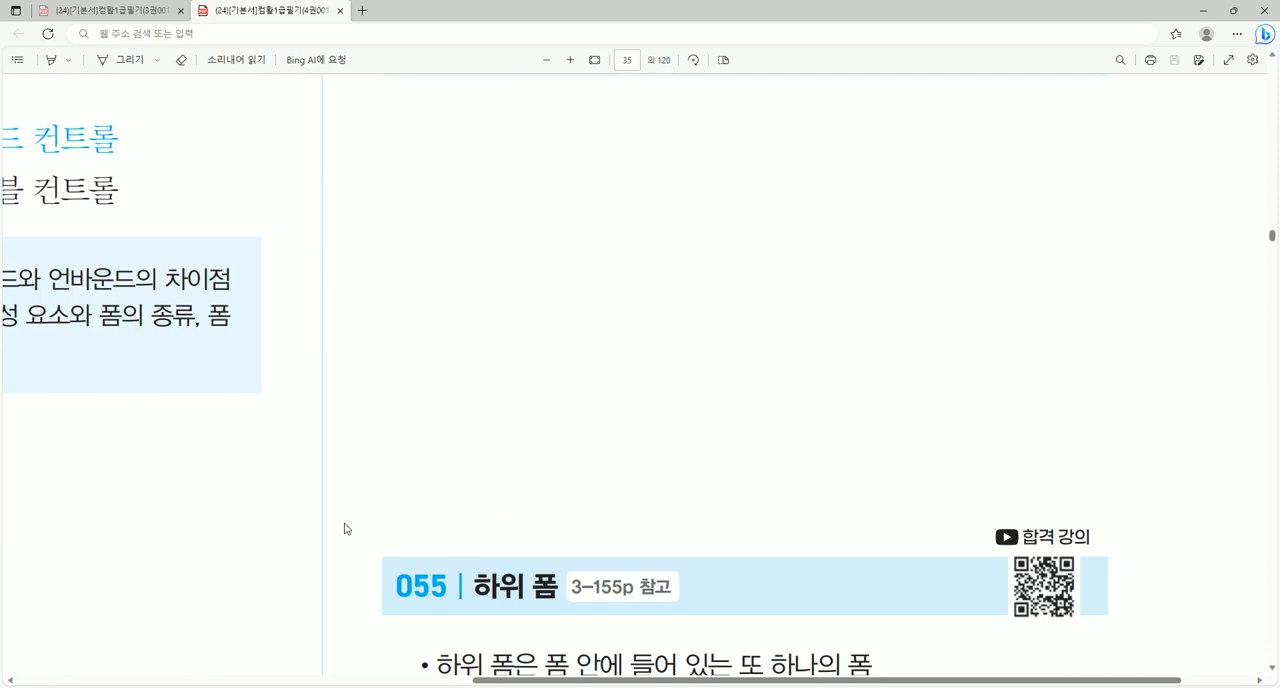 (24)[기본서]컴활1급필기(3권001
(24)[기본서]컴활1급필기(4권001
웹 주소 검색 또는 입력
그리기
소리내어 읽기
Bing AI에 요청
35
의 120
드 컨트롤
블 컨트롤
드와 언바운드의 차이점
성 요소와 폼의 종류, 폼
합격 강의
055 | 하위 폼 3-155p 참고
• 하위 폼은 폼 안에 들어 있는 또 하나의 폼